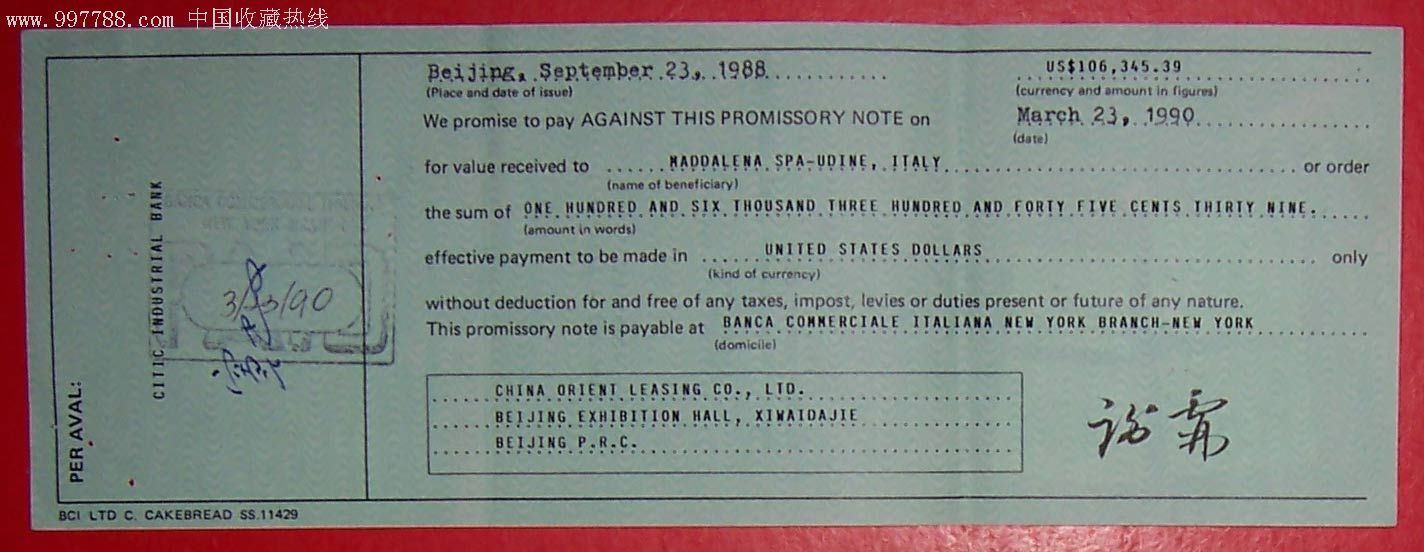 www.997788.com 中国收藏热线
Beijing, September 23, 1988
US$106,345.39
(Place and date of issue)
(currency and amount in figures)
We promise to pay AGAINST THIS PROMISSORY NOTE on March 23, 1990
(date)
for value received to MADDALENA SPA-UDINE, ITALY or order
(name of beneficiary)
the sum of ONE HUNDRED AND SIX THOUSAND THREE HUNDRED AND FORTY FIVE CENTS THIRTY NINE.
(amount in words)
effective payment to be made in UNITED STATES DOLLARS only
(kind of currency)
without deduction for and free of any taxes, impost, levies or duties present or future of any nature.
This promissory note is payable at BANCA COMMERCIALE ITALIANA NEW YORK BRANCH-NEW YORK
(domicile)
CHINA ORIENT LEASING CO., LTD.
BEIJING EXHIBITION HALL, XIWAIDAJIE
BEIJING P.R.C.
PER AVAL:
CITIC INDUSTRIAL BANK
BCI LTD C. CAKEBREAD SS.11429